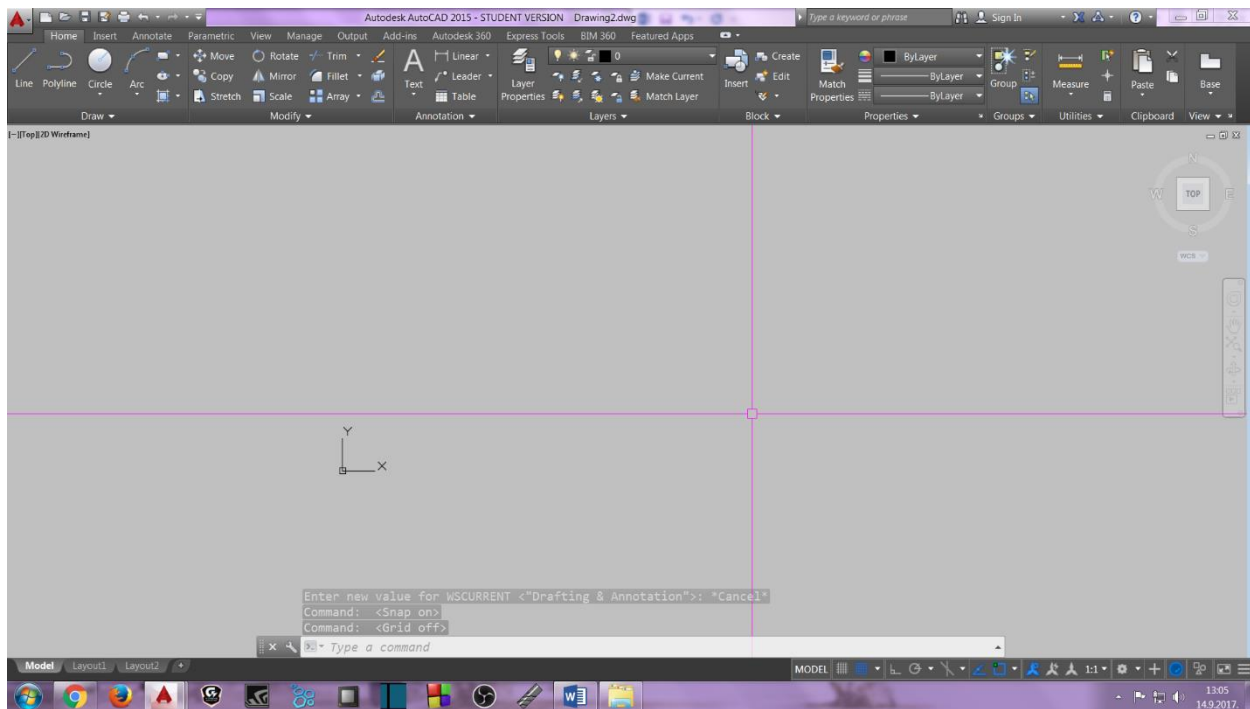 Autodesk AutoCAD 2015 - STUDENT VERSION Drawing2.dwg Type a keyword or phrase Sign In
Home Insert Annotate Parametric View Manage Output Add-ins Autodesk 360 Express Tools BIM 360 Featured Apps
Line Polyline Circle Arc
Move Rotate Trim
Copy Mirror Fillet
Stretch Scale Array
Text
Linear
Leader
Table
Layer Properties
0
Make Current
Match Layer
Insert
Create
Edit
Match Properties
ByLayer
ByLayer
ByLayer
Group
Measure
Paste
Base
Draw Modify Annotation Layers Block Properties Groups Utilities Clipboard View
[-][Top][2D Wireframe]
N
W TOP E
S
WCS
Y
X
Enter new value for WSCURRENT <"Drafting & Annotation">: *Cancel*
Command: <Snap on>
Command: <Grid off>
Type a command
Model Layout1 Layout2 +
MODEL 1:1
13:05
14.9.2017.